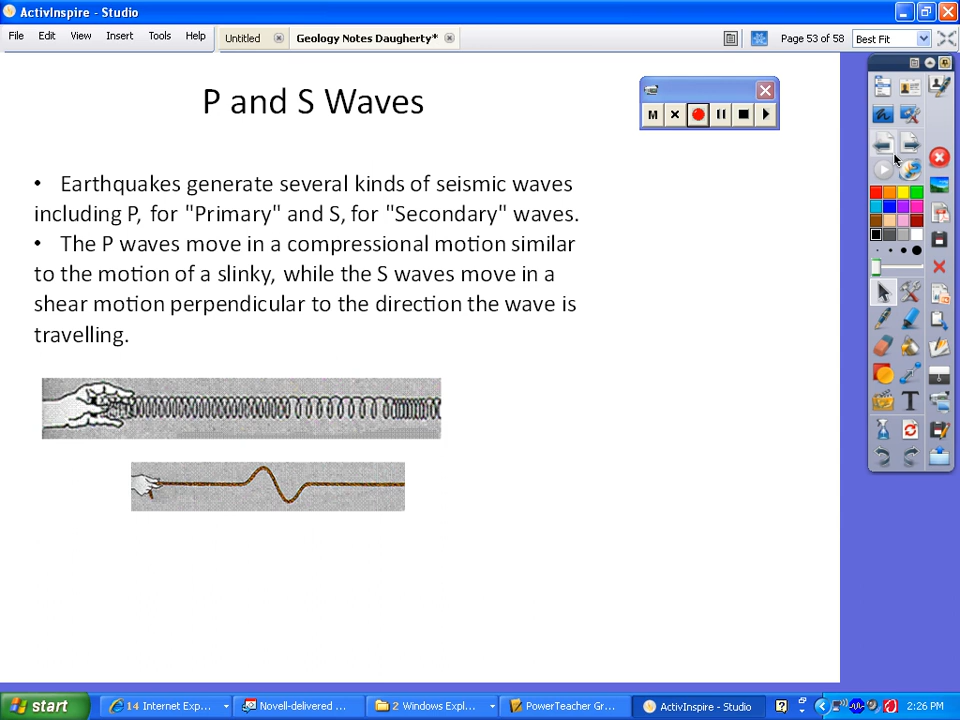 ActivInspire - Studio
File Edit View Insert Tools Help
Untitled
Geology Notes Daugherty*
Page 53 of 58
Best Fit
P and S Waves
M
• Earthquakes generate several kinds of seismic waves
including P, for "Primary" and S, for "Secondary" waves.
• The P waves move in a compressional motion similar
to the motion of a slinky, while the S waves move in a
shear motion perpendicular to the direction the wave is
travelling.
T
start
14 Internet Exp...
Novell-delivered ...
2 Windows Expl...
PowerTeacher Gr...
ActivInspire - Studio
2:26 PM